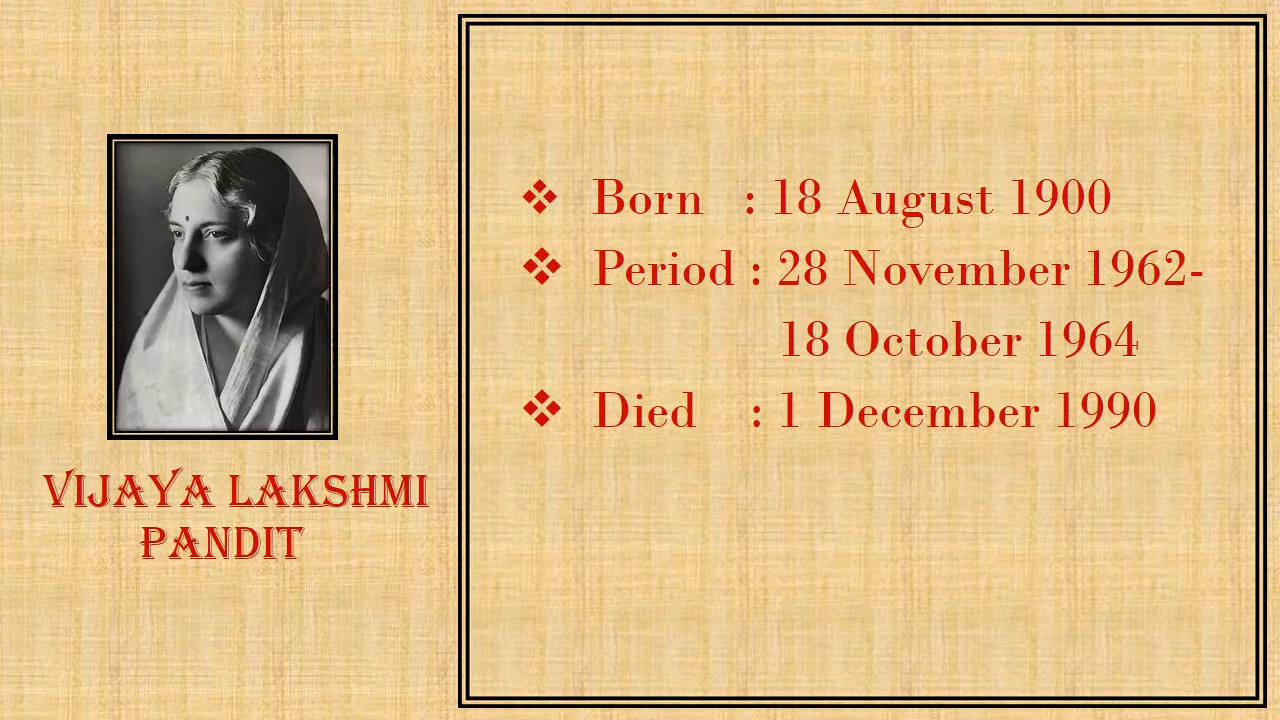 VIJAYA LAKSHMI
PANDIT
❖ Born : 18 August 1900
❖ Period : 28 November 1962-
18 October 1964
❖ Died : 1 December 1990